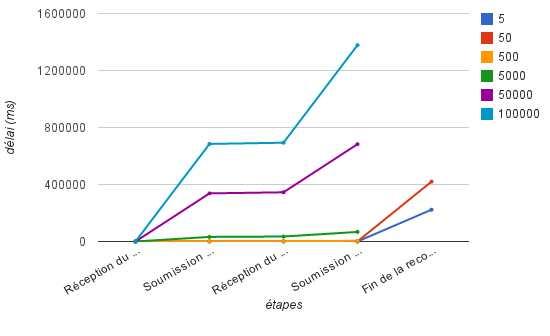 1600000
1200000
800000
400000
0
délai (ms)
Réception du ...
Soumission ...
Réception du ...
Soumission ...
Fin de la reco...
étapes
5
50
500
5000
50000
100000